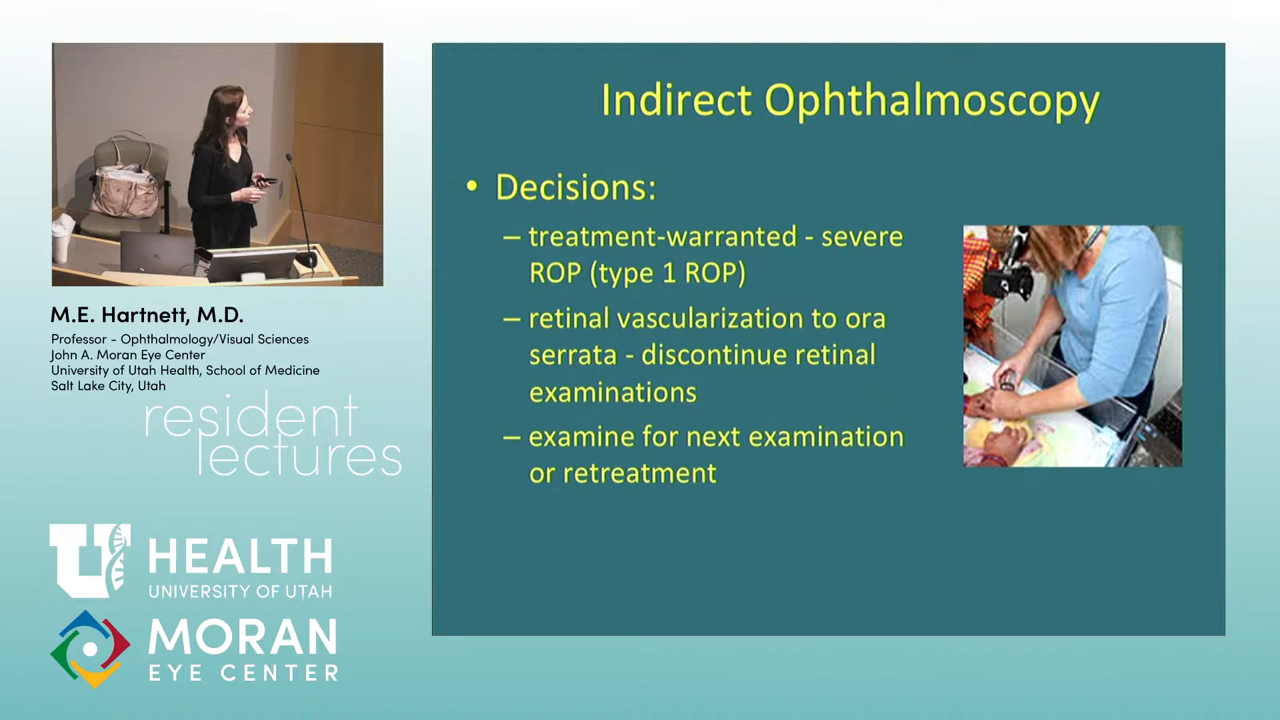 M.E. Hartnett, M.D.
Professor - Ophthalmology/Visual Sciences
John A. Moran Eye Center
University of Utah Health, School of Medicine
Salt Lake City, Utah
resident
lectures
U HEALTH
UNIVERSITY OF UTAH
MORAN
EYE CENTER
Indirect Ophthalmoscopy
• Decisions:
– treatment-warranted - severe
ROP (type 1 ROP)
– retinal vascularization to ora
serrata - discontinue retinal
examinations
– examine for next examination
or retreatment